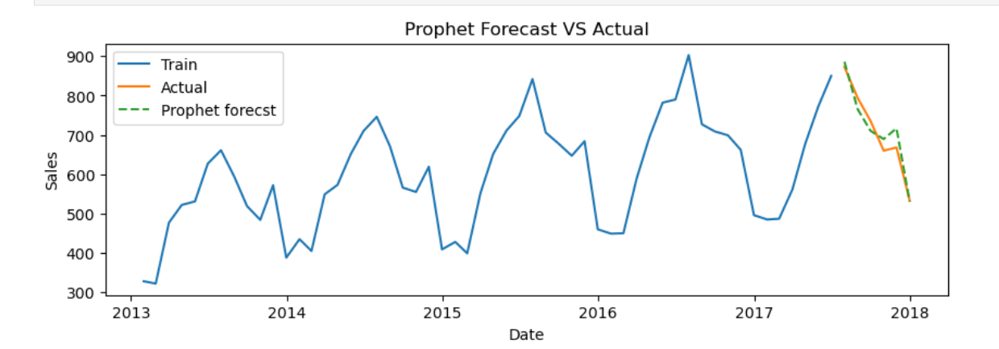 Prophet Forecast VS Actual
900
800
700
600
500
400
300
Sales
Train
Actual
Prophet forecst
2013 2014 2015 2016 2017 2018
Date